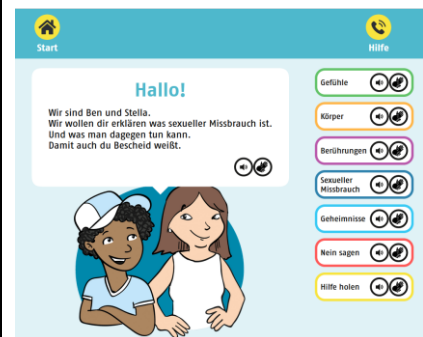 Start
Hilfe
Hallo!
Wir sind Ben und Stella.
Wir wollen dir erklären was sexueller Missbrauch ist.
Und was man dagegen tun kann.
Damit auch du Bescheid weißt.
Gefühle
Körper
Berührungen
Sexueller
Missbrauch
Geheimnisse
Nein sagen
Hilfe holen